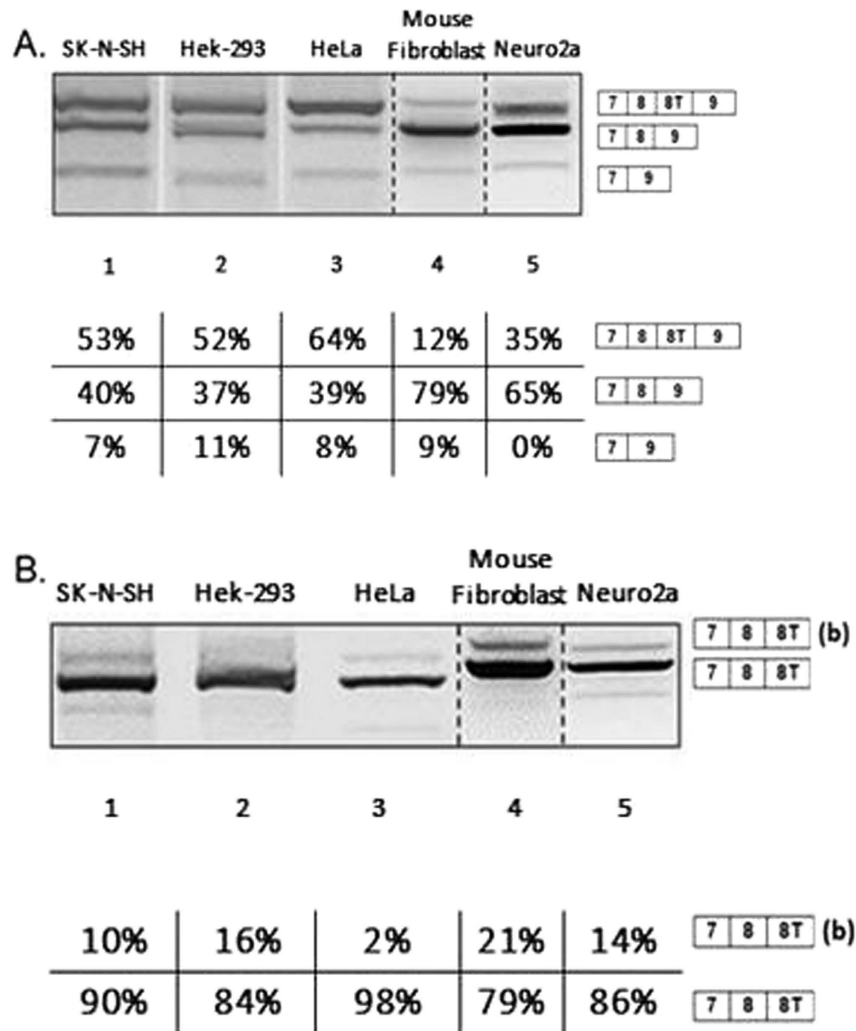 A.
SK-N-SH Hek-293 HeLa Mouse Fibroblast Neuro2a
7 8 8T 9
7 8 9
7 9
1 2 3 4 5
53% 52% 64% 12% 35% 7 8 8T 9
40% 37% 39% 79% 65% 7 8 9
7% 11% 8% 9% 0% 7 9
B.
SK-N-SH Hek-293 HeLa Mouse Fibroblast Neuro2a
7 8 8T (b)
7 8 8T
1 2 3 4 5
10% 16% 2% 21% 14% 7 8 8T (b)
90% 84% 98% 79% 86% 7 8 8T